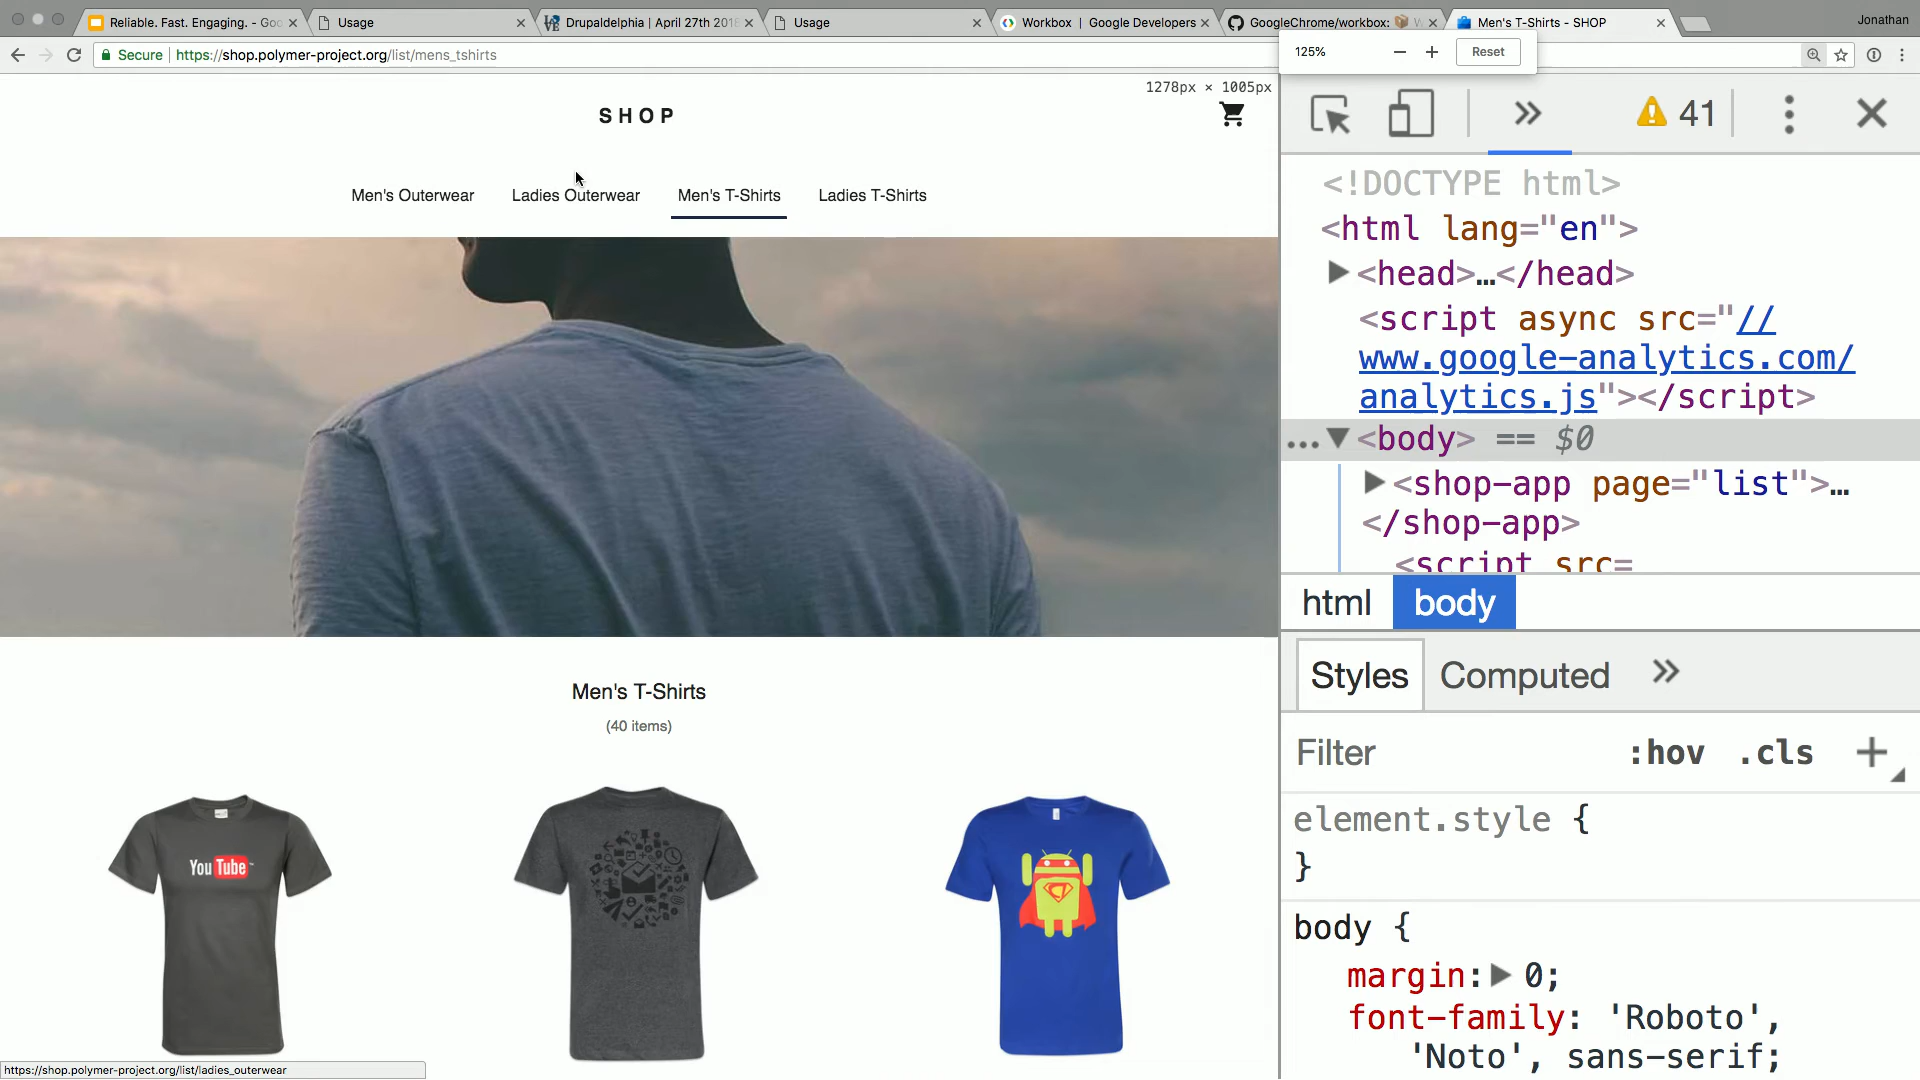 Reliable. Fast. Engaging. - Goo
Usage
Drupaldelphia | April 27th 2018
Usage
Workbox | Google Developers
GoogleChrome/workbox: 📦 W
Men's T-Shirts - SHOP
Jonathan
Secure
https://shop.polymer-project.org/list/mens_tshirts
125%
Reset
1278px × 1005px
SHOP
41
Men's Outerwear
Ladies Outerwear
Men's T-Shirts
Ladies T-Shirts
<!DOCTYPE html>
<html lang="en">
<head>…</head>
<script async src="//
www.google-analytics.com/
analytics.js"></script>
… <body> == $0
<shop-app page="list">…
</shop-app>
<script src=
html
body
Styles
Computed
Filter
:hov
.cls
element.style {
}
body {
margin: 0;
font-family: 'Roboto',
'Noto', sans-serif;
Men's T-Shirts
(40 items)
YouTube
https://shop.polymer-project.org/list/ladies_outerwear